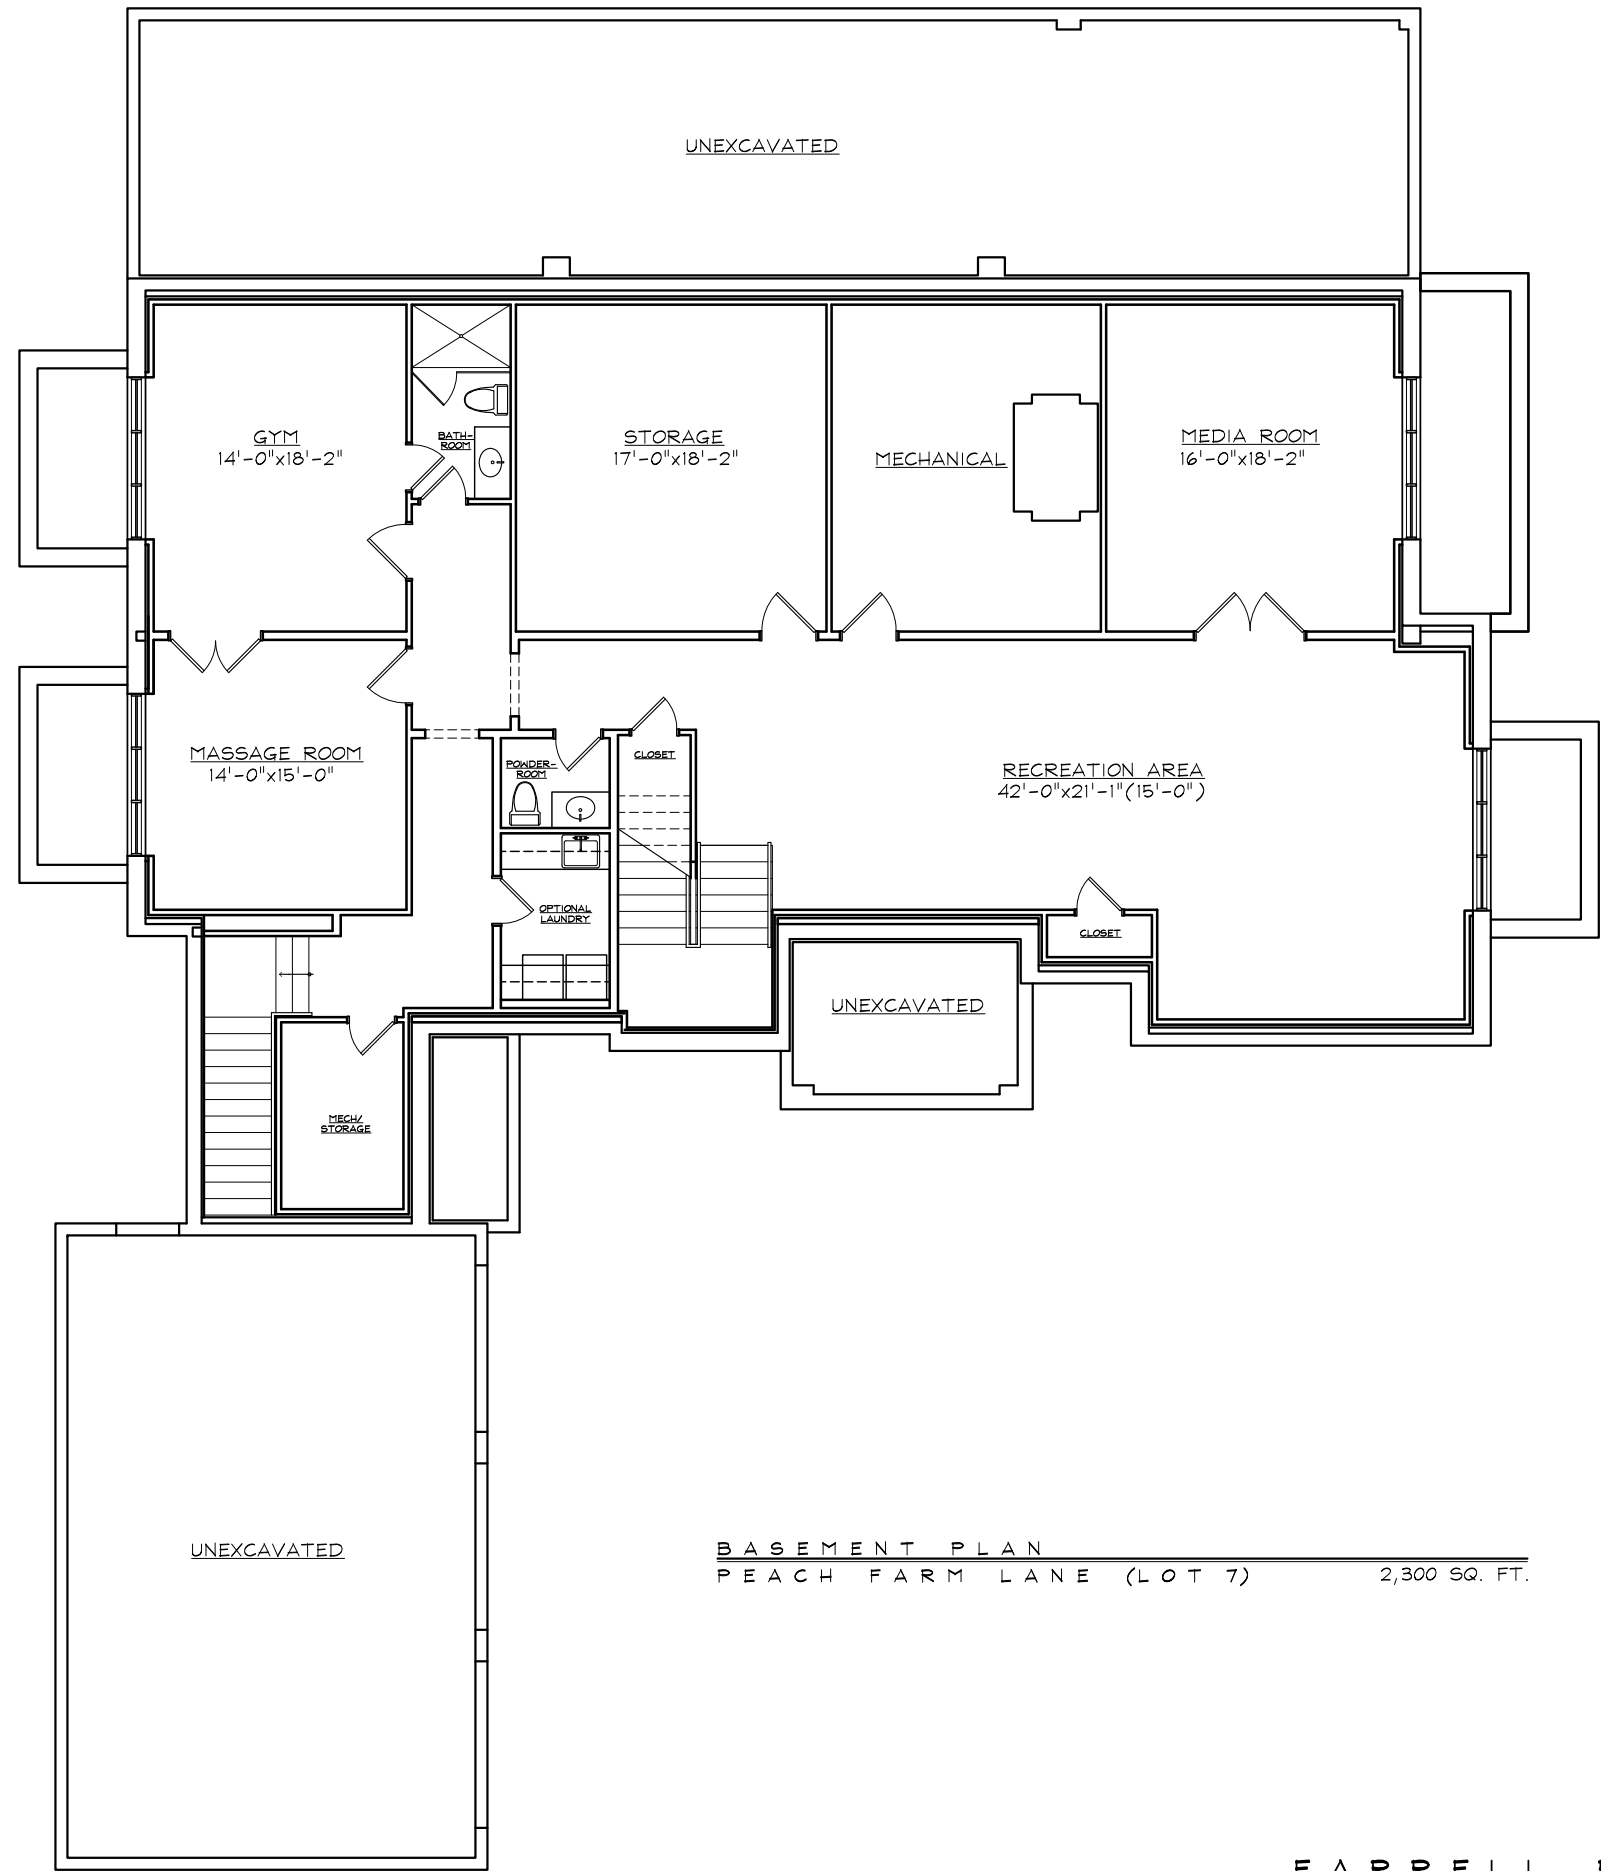 UNEXCAVATED
GYM
14'-0"x18'-2"
BATH-
ROOM
STORAGE
17'-0"x18'-2"
MECHANICAL
MEDIA ROOM
16'-0"x18'-2"
MASSAGE ROOM
14'-0"x15'-0"
POWDER-
ROOM
CLOSET
RECREATION AREA
42'-0"x21'-1"(15'-0")
OPTIONAL
LAUNDRY
CLOSET
UNEXCAVATED
MECH/
STORAGE
UNEXCAVATED
BASEMENT PLAN
PEACH FARM LANE (LOT 7) 2,300 SQ. FT.